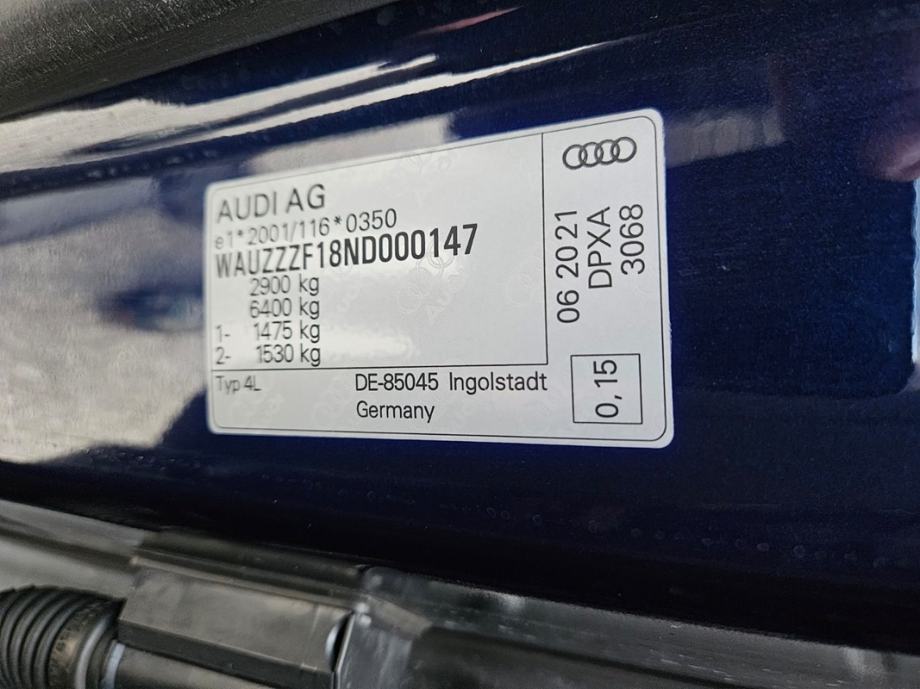 AUDI AG
e1*2001/116*0350
WAUZZZF18ND000147
2900 kg
6400 kg
1- 1475 kg
2- 1530 kg
Typ 4L
DE-85045 Ingolstadt
Germany
06 2021
DPXA
3068
0,15